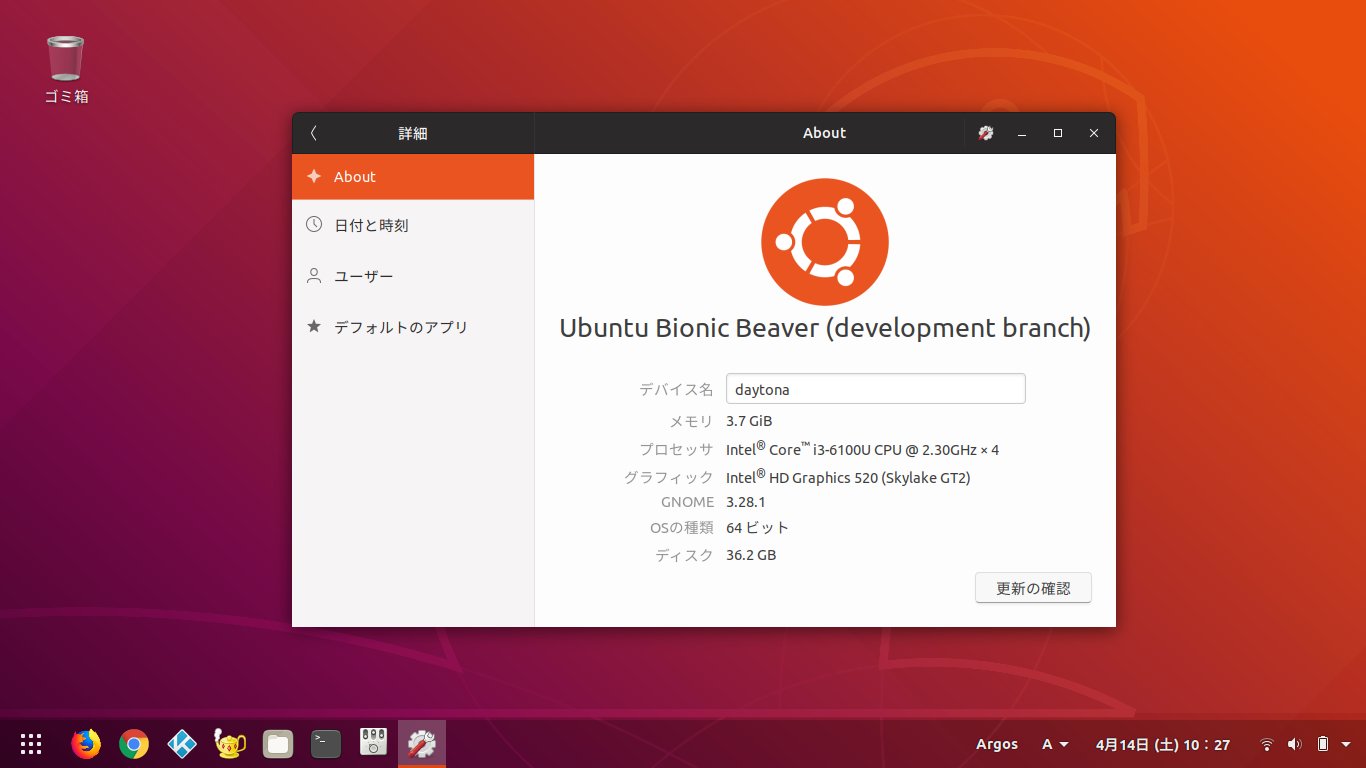 ゴミ箱
詳細
About
About
日付と時刻
ユーザー
デフォルトのアプリ
Ubuntu Bionic Beaver (development branch)
デバイス名 daytona
メモリ 3.7 GiB
プロセッサ Intel® Core™ i3-6100U CPU @ 2.30GHz × 4
グラフィック Intel® HD Graphics 520 (Skylake GT2)
GNOME 3.28.1
OSの種類 64 ビット
ディスク 36.2 GB
更新の確認
Argos A 4月14日 (土) 10：27